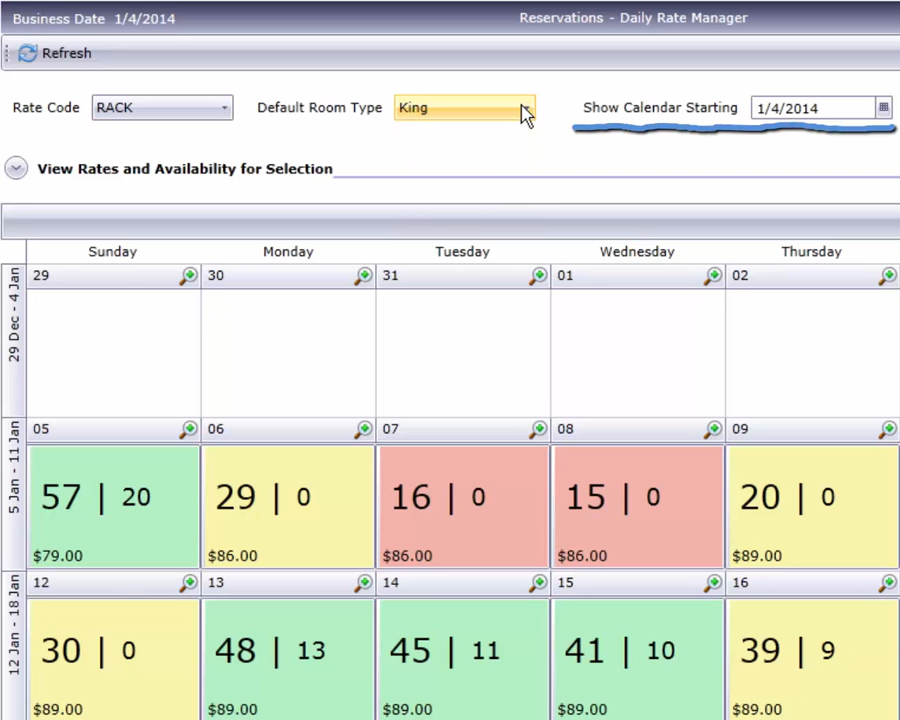 Business Date 1/4/2014 Reservations - Daily Rate Manager
Refresh
Rate Code RACK Default Room Type King Show Calendar Starting 1/4/2014
View Rates and Availability for Selection
Sunday Monday Tuesday Wednesday Thursday
29 Dec - 4 Jan
29 30 31 01 02
5 Jan - 11 Jan
05 06 07 08 09
57 | 20 29 | 0 16 | 0 15 | 0 20 | 0
$79.00 $86.00 $86.00 $86.00 $89.00
12 Jan - 18 Jan
12 13 14 15 16
30 | 0 48 | 13 45 | 11 41 | 10 39 | 9
$89.00 $89.00 $89.00 $89.00 $89.00